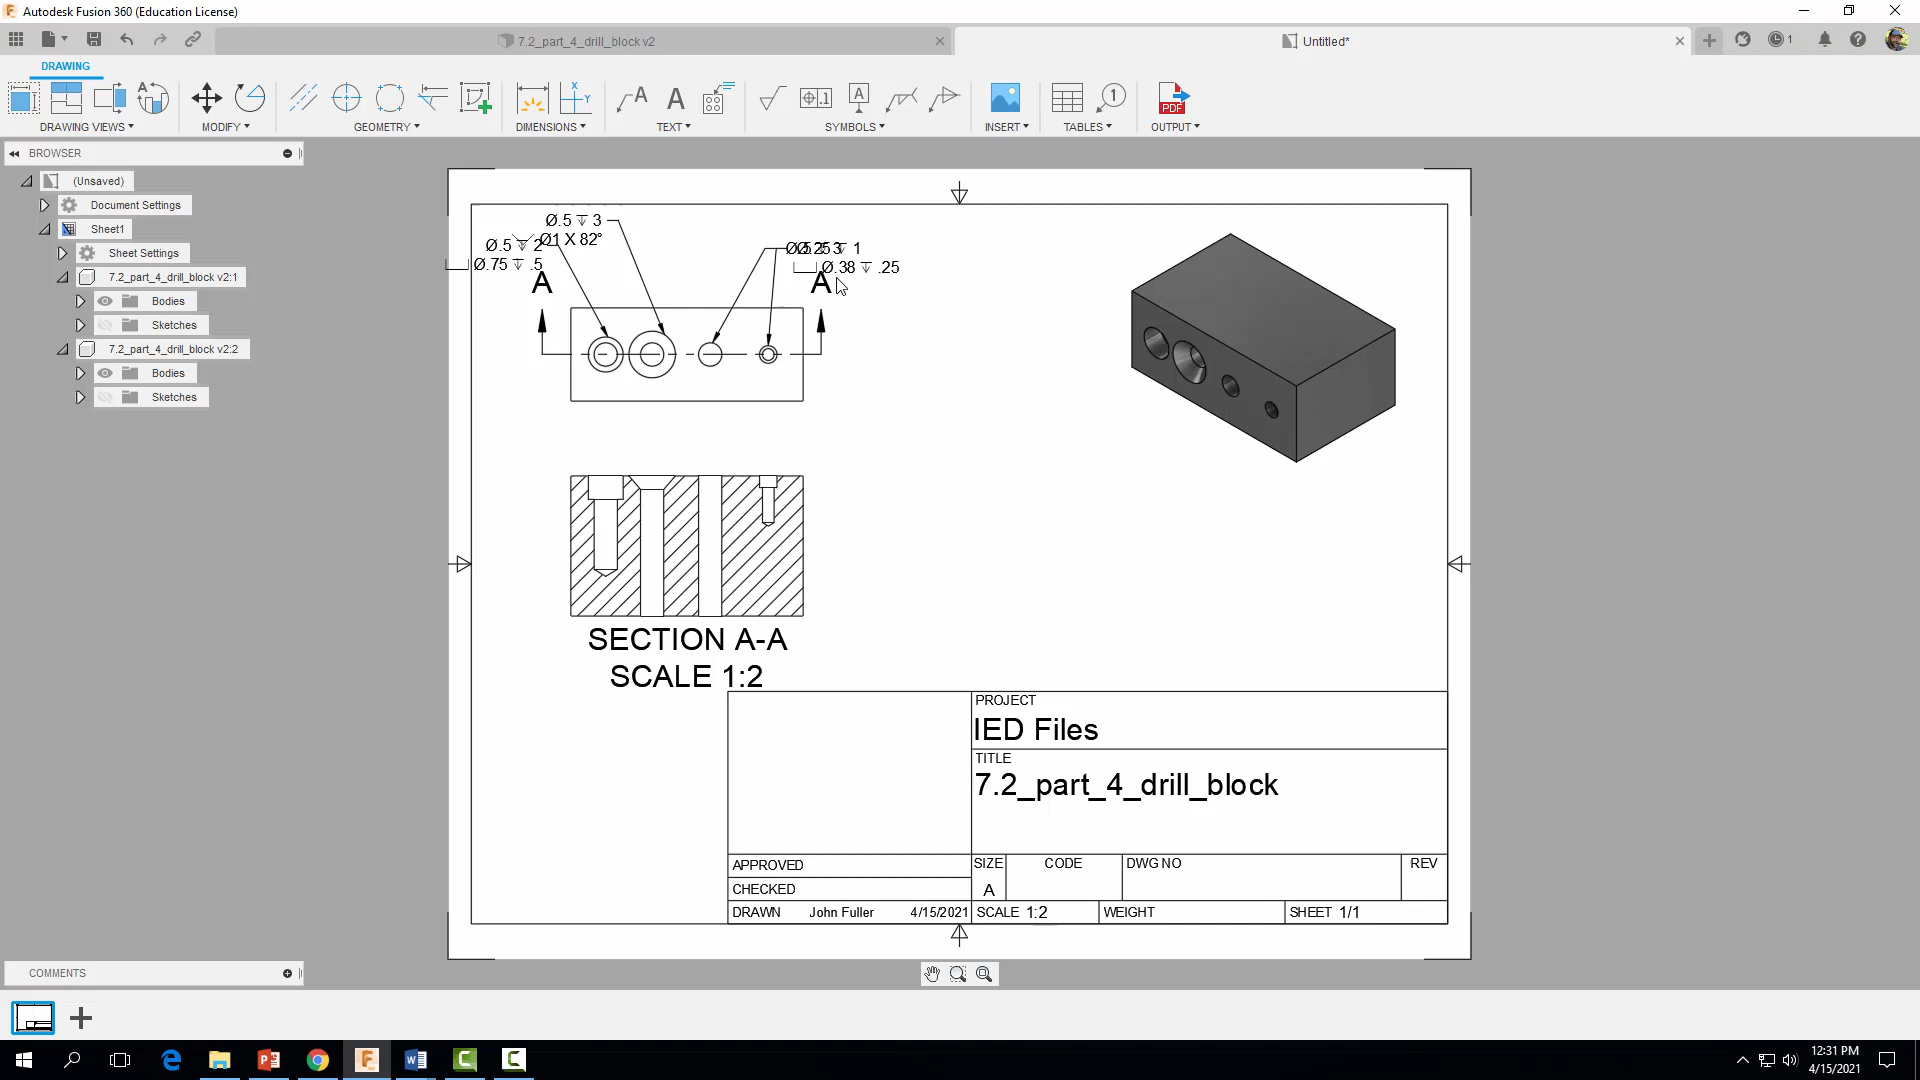 Autodesk Fusion 360 (Education License)
7.2_part_4_drill_block v2
Untitled*
1
DRAWING
DRAWING VIEWS
MODIFY
GEOMETRY
DIMENSIONS
TEXT
SYMBOLS
INSERT
TABLES
OUTPUT
BROWSER
(Unsaved)
Document Settings
Sheet1
Sheet Settings
7.2_part_4_drill_block v2:1
Bodies
Sketches
7.2_part_4_drill_block v2:2
Bodies
Sketches
Ø.5 ↧ 3
Ø1 X 82°
Ø.5 ↧ 2
Ø.75 ↧ .5
Ø.38 ↧ .25
A A
SECTION A-A
SCALE 1:2
PROJECT
IED Files
TITLE
7.2_part_4_drill_block
APPROVED
CHECKED
DRAWN John Fuller 4/15/2021
SIZE CODE DWG NO REV
A
SCALE 1:2 WEIGHT SHEET 1/1
COMMENTS
12:31 PM
4/15/2021